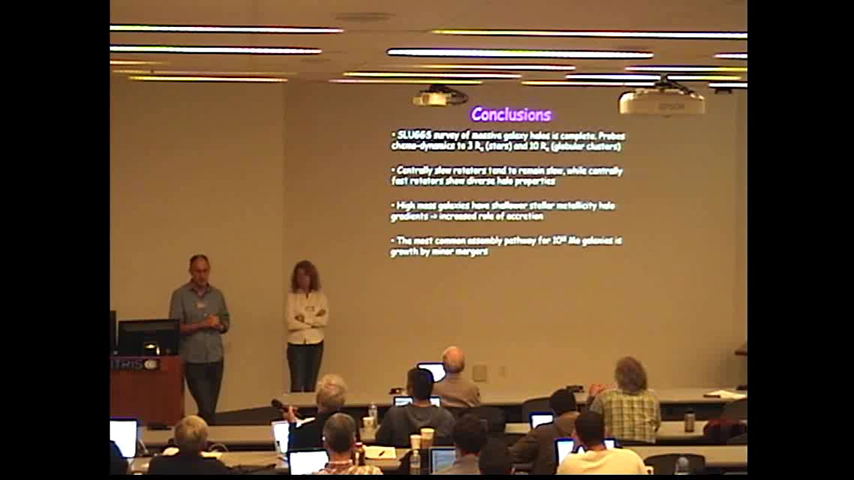 Conclusions
• SLUGGS survey of massive galaxy halos is complete. Probes
chemo-dynamics to 3 Re (stars) and 10 Re (globular clusters)
• Centrally slow rotators tend to remain slow, while centrally
fast rotators show diverse halo properties
• High mass galaxies have shallower stellar metallicity halo
gradients → increased role of accretion
• The most common assembly pathway for Mo galaxies is
growth by minor mergers
EPSON
ITRIS